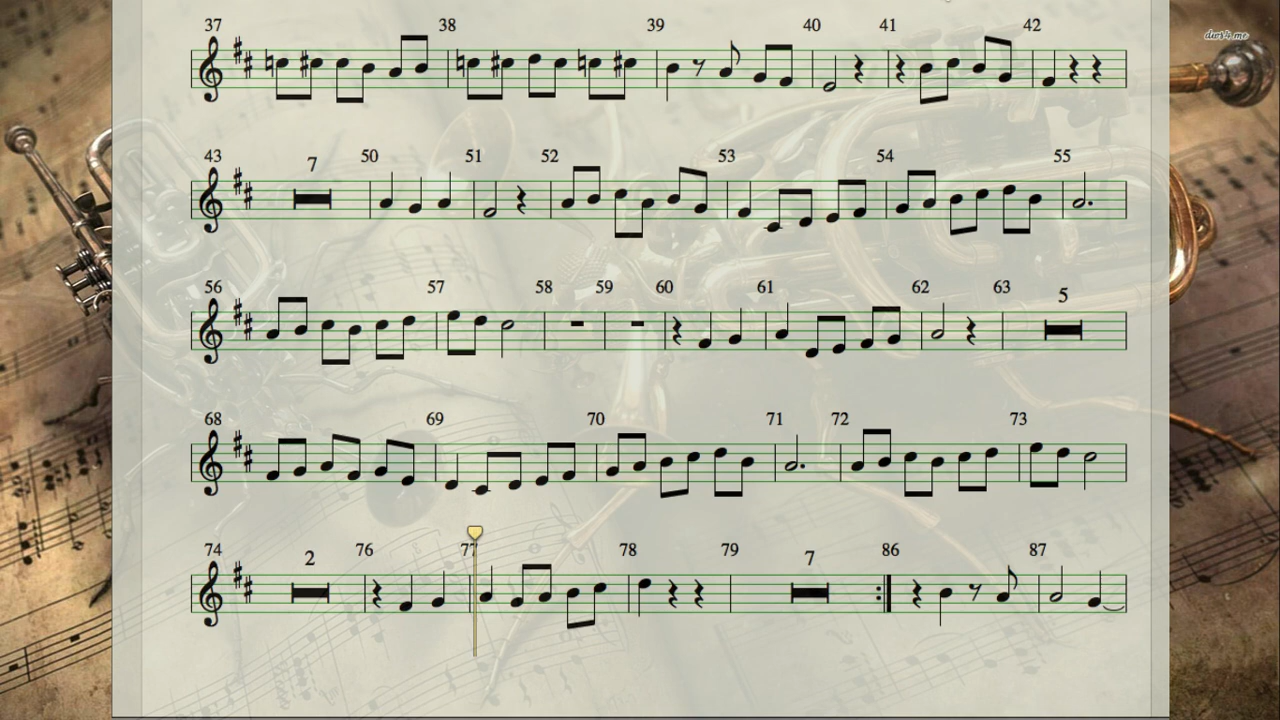 37 38 39 40 41 42
dws's me
43 7 50 51 52 53 54 55
56 57 58 59 60 61 62 63 5
68 69 70 71 72 73
74 2 76 77 78 79 7 86 87